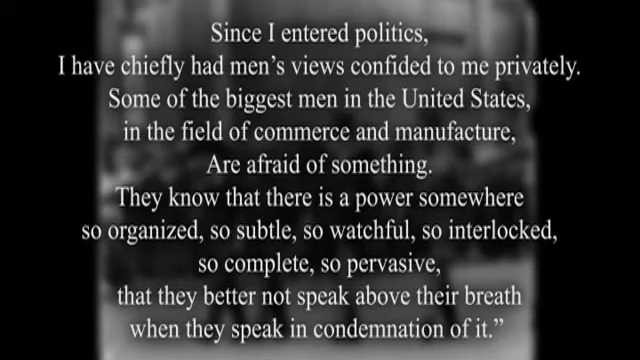 Since I entered politics,
I have chiefly had men’s views confided to me privately.
Some of the biggest men in the United States,
in the field of commerce and manufacture,
Are afraid of something.
They know that there is a power somewhere
so organized, so subtle, so watchful, so interlocked,
so complete, so pervasive,
that they better not speak above their breath
when they speak in condemnation of it.”